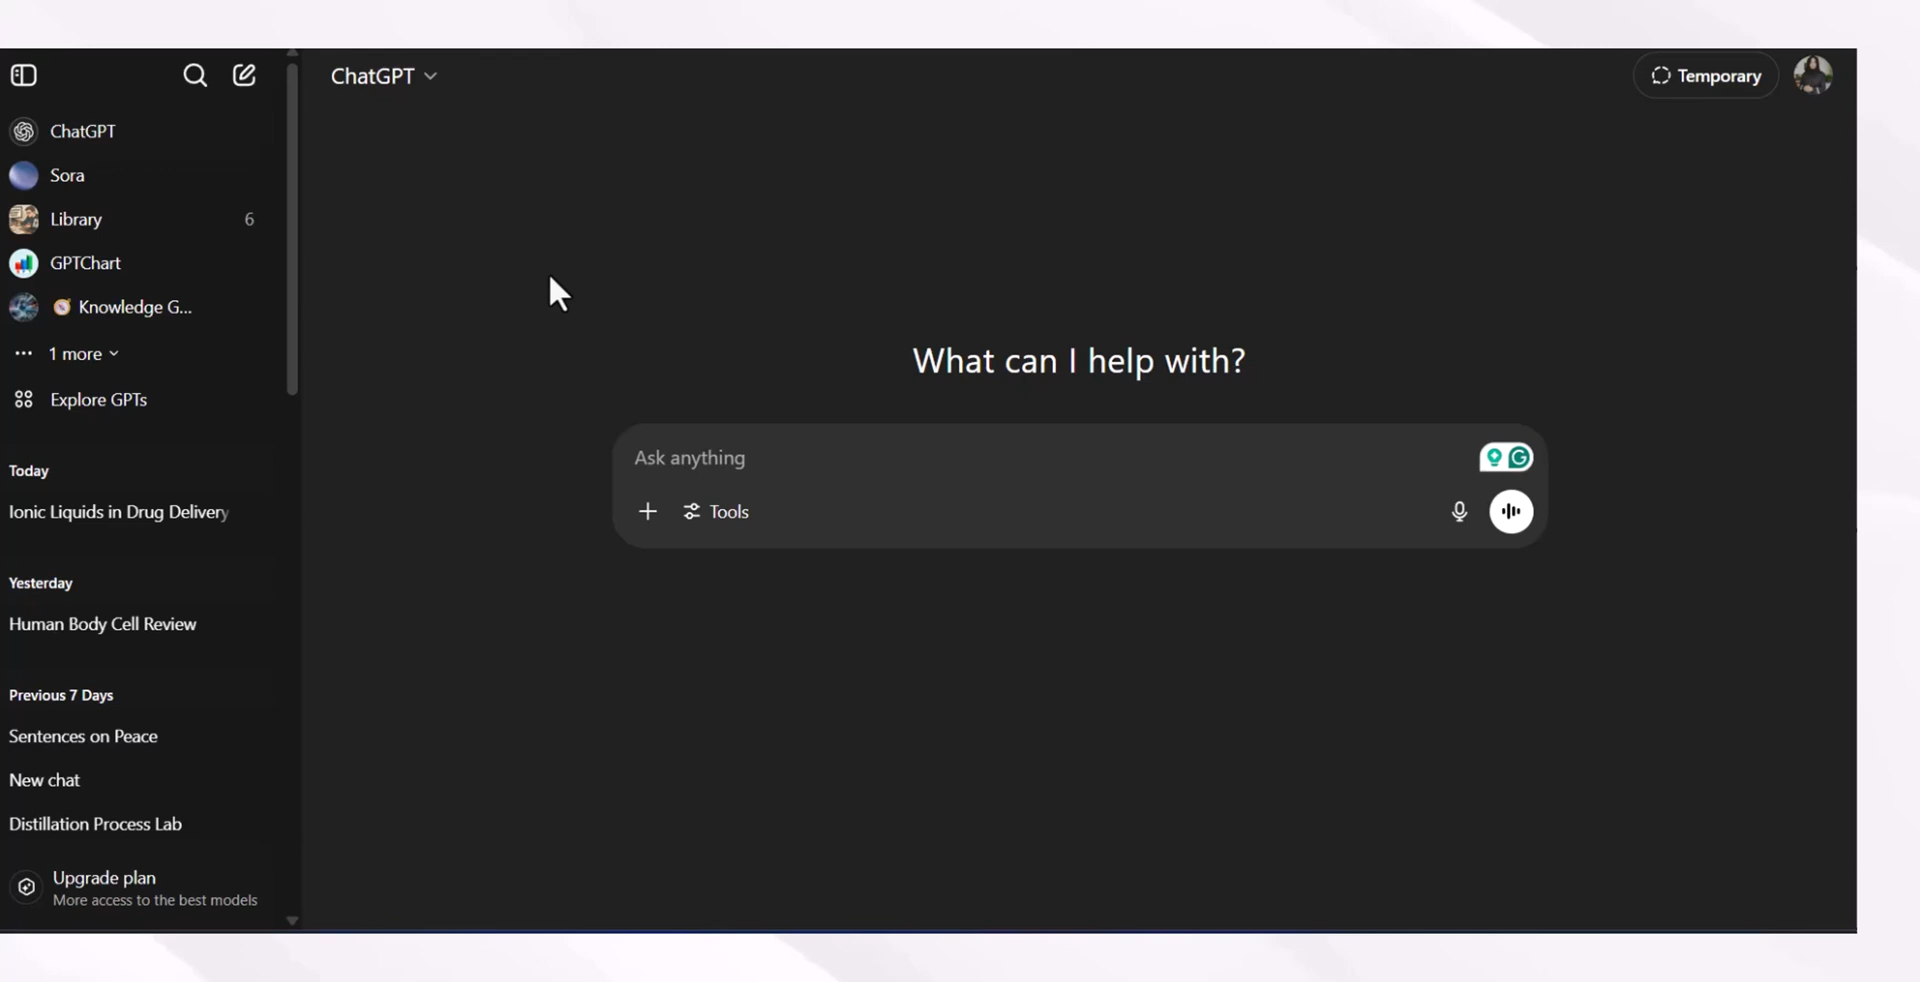 ChatGPT
Temporary
ChatGPT
Sora
Library 6
GPTChart
Knowledge G...
1 more
Explore GPTs
Today
Ionic Liquids in Drug Delivery
Yesterday
Human Body Cell Review
Previous 7 Days
Sentences on Peace
New chat
Distillation Process Lab
Upgrade plan
More access to the best models
What can I help with?
Ask anything
Tools